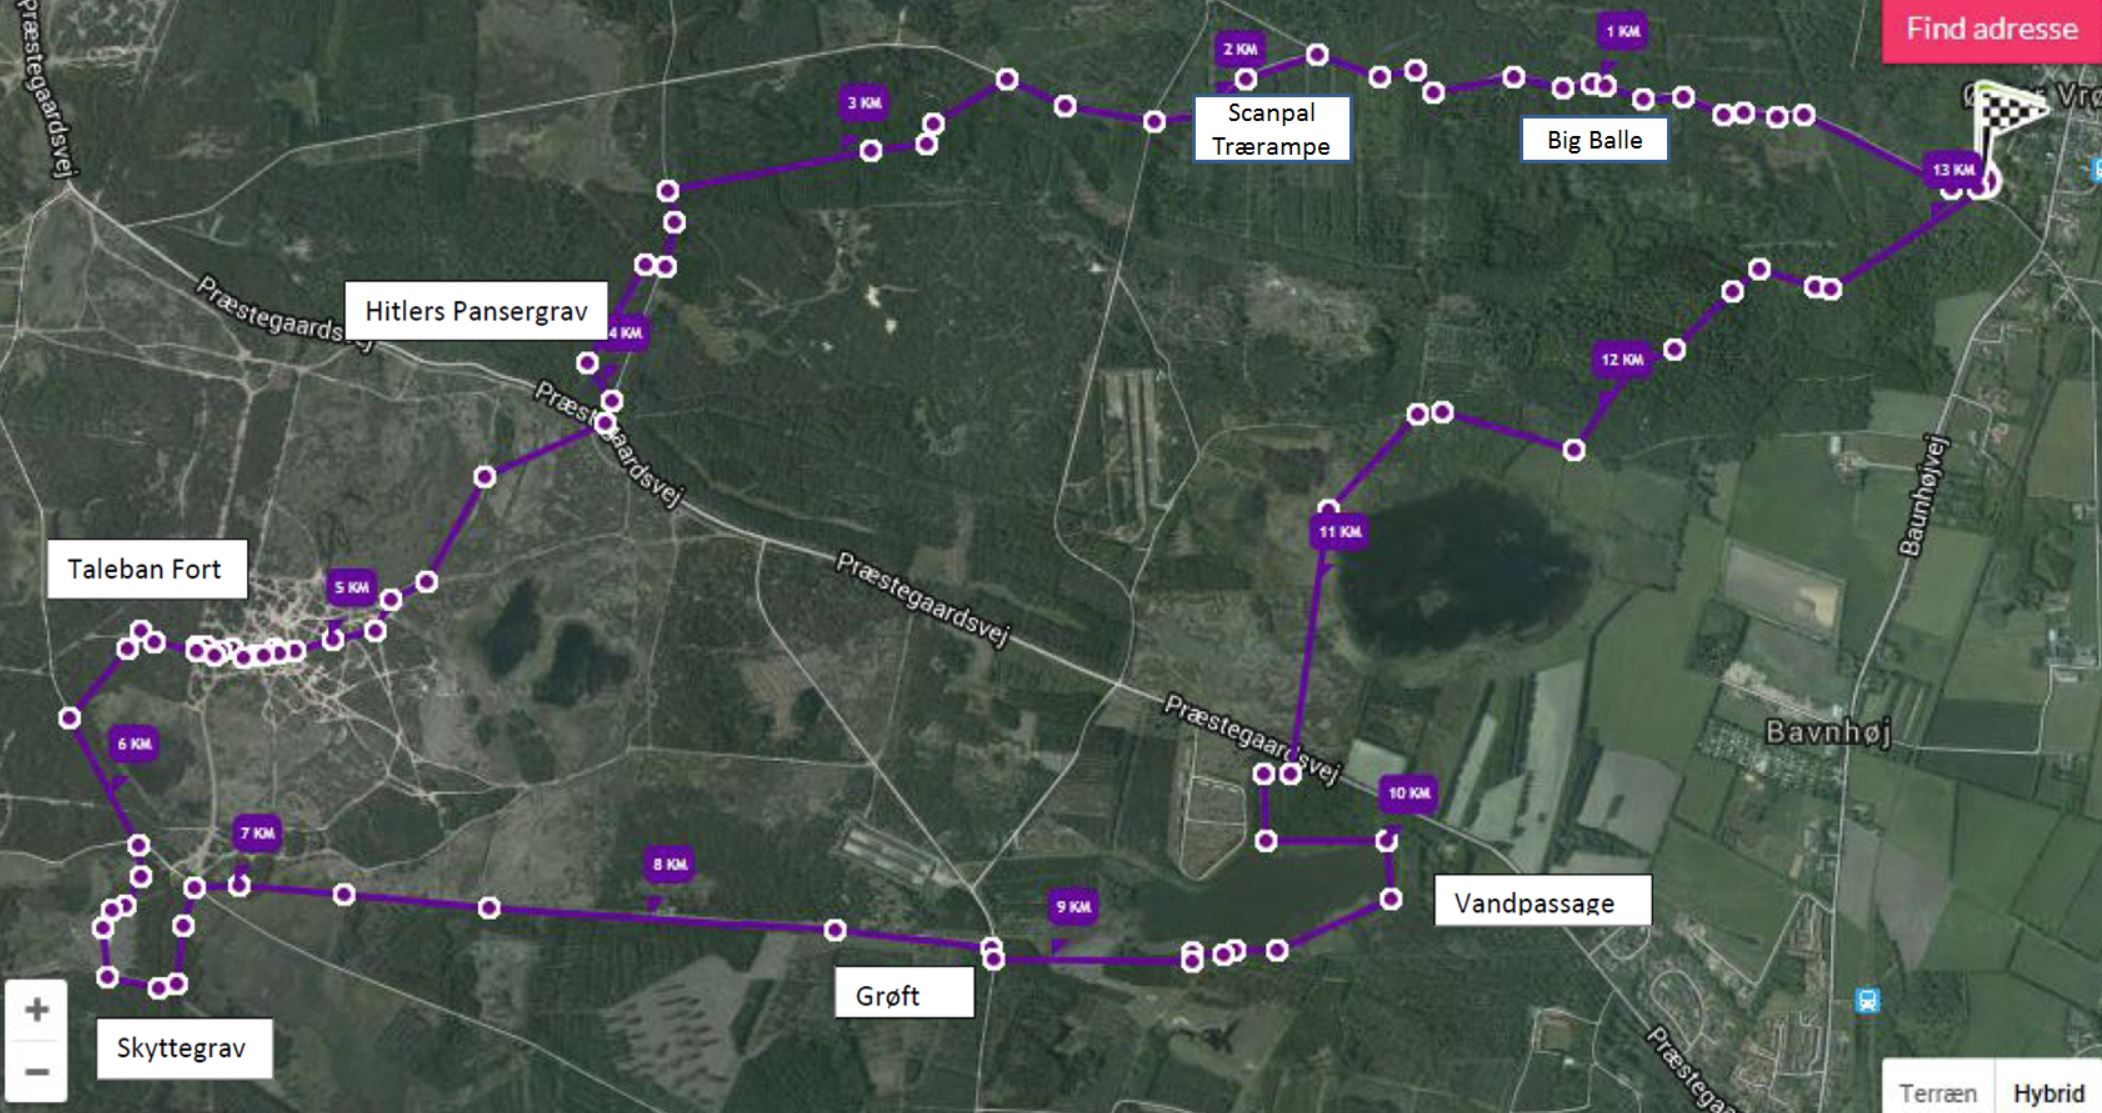 Find adresse
1 KM
2 KM
Præstegaardsvej
3 KM
Scanpal
Trærampe
Big Balle
13 KM
Præstegaardsvej
Hitlers Pansergrav
4 KM
12 KM
Præstegaardsvej
Baunhøjvej
11 KM
Taleban Fort
5 KM
Præstegaardsvej
Præstegaardsvej
Bavnhøj
6 KM
10 KM
7 KM
8 KM
9 KM
Vandpassage
Grøft
Skyttegrav
+
−
Terræn
Hybrid